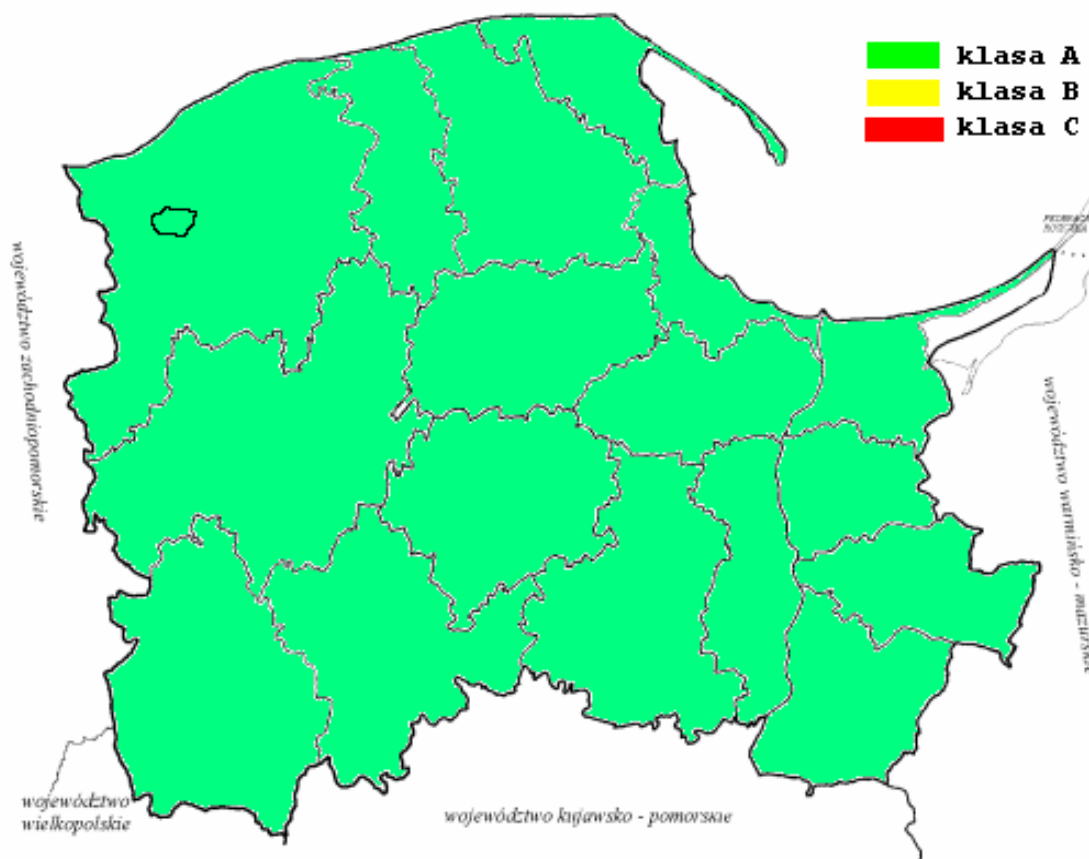 klasa A
klasa B
klasa C
województwo zachodniopomorskie
województwo warmińsko - mazurskie
województwo
wielkopolskie
województwo kujawsko - pomorskie